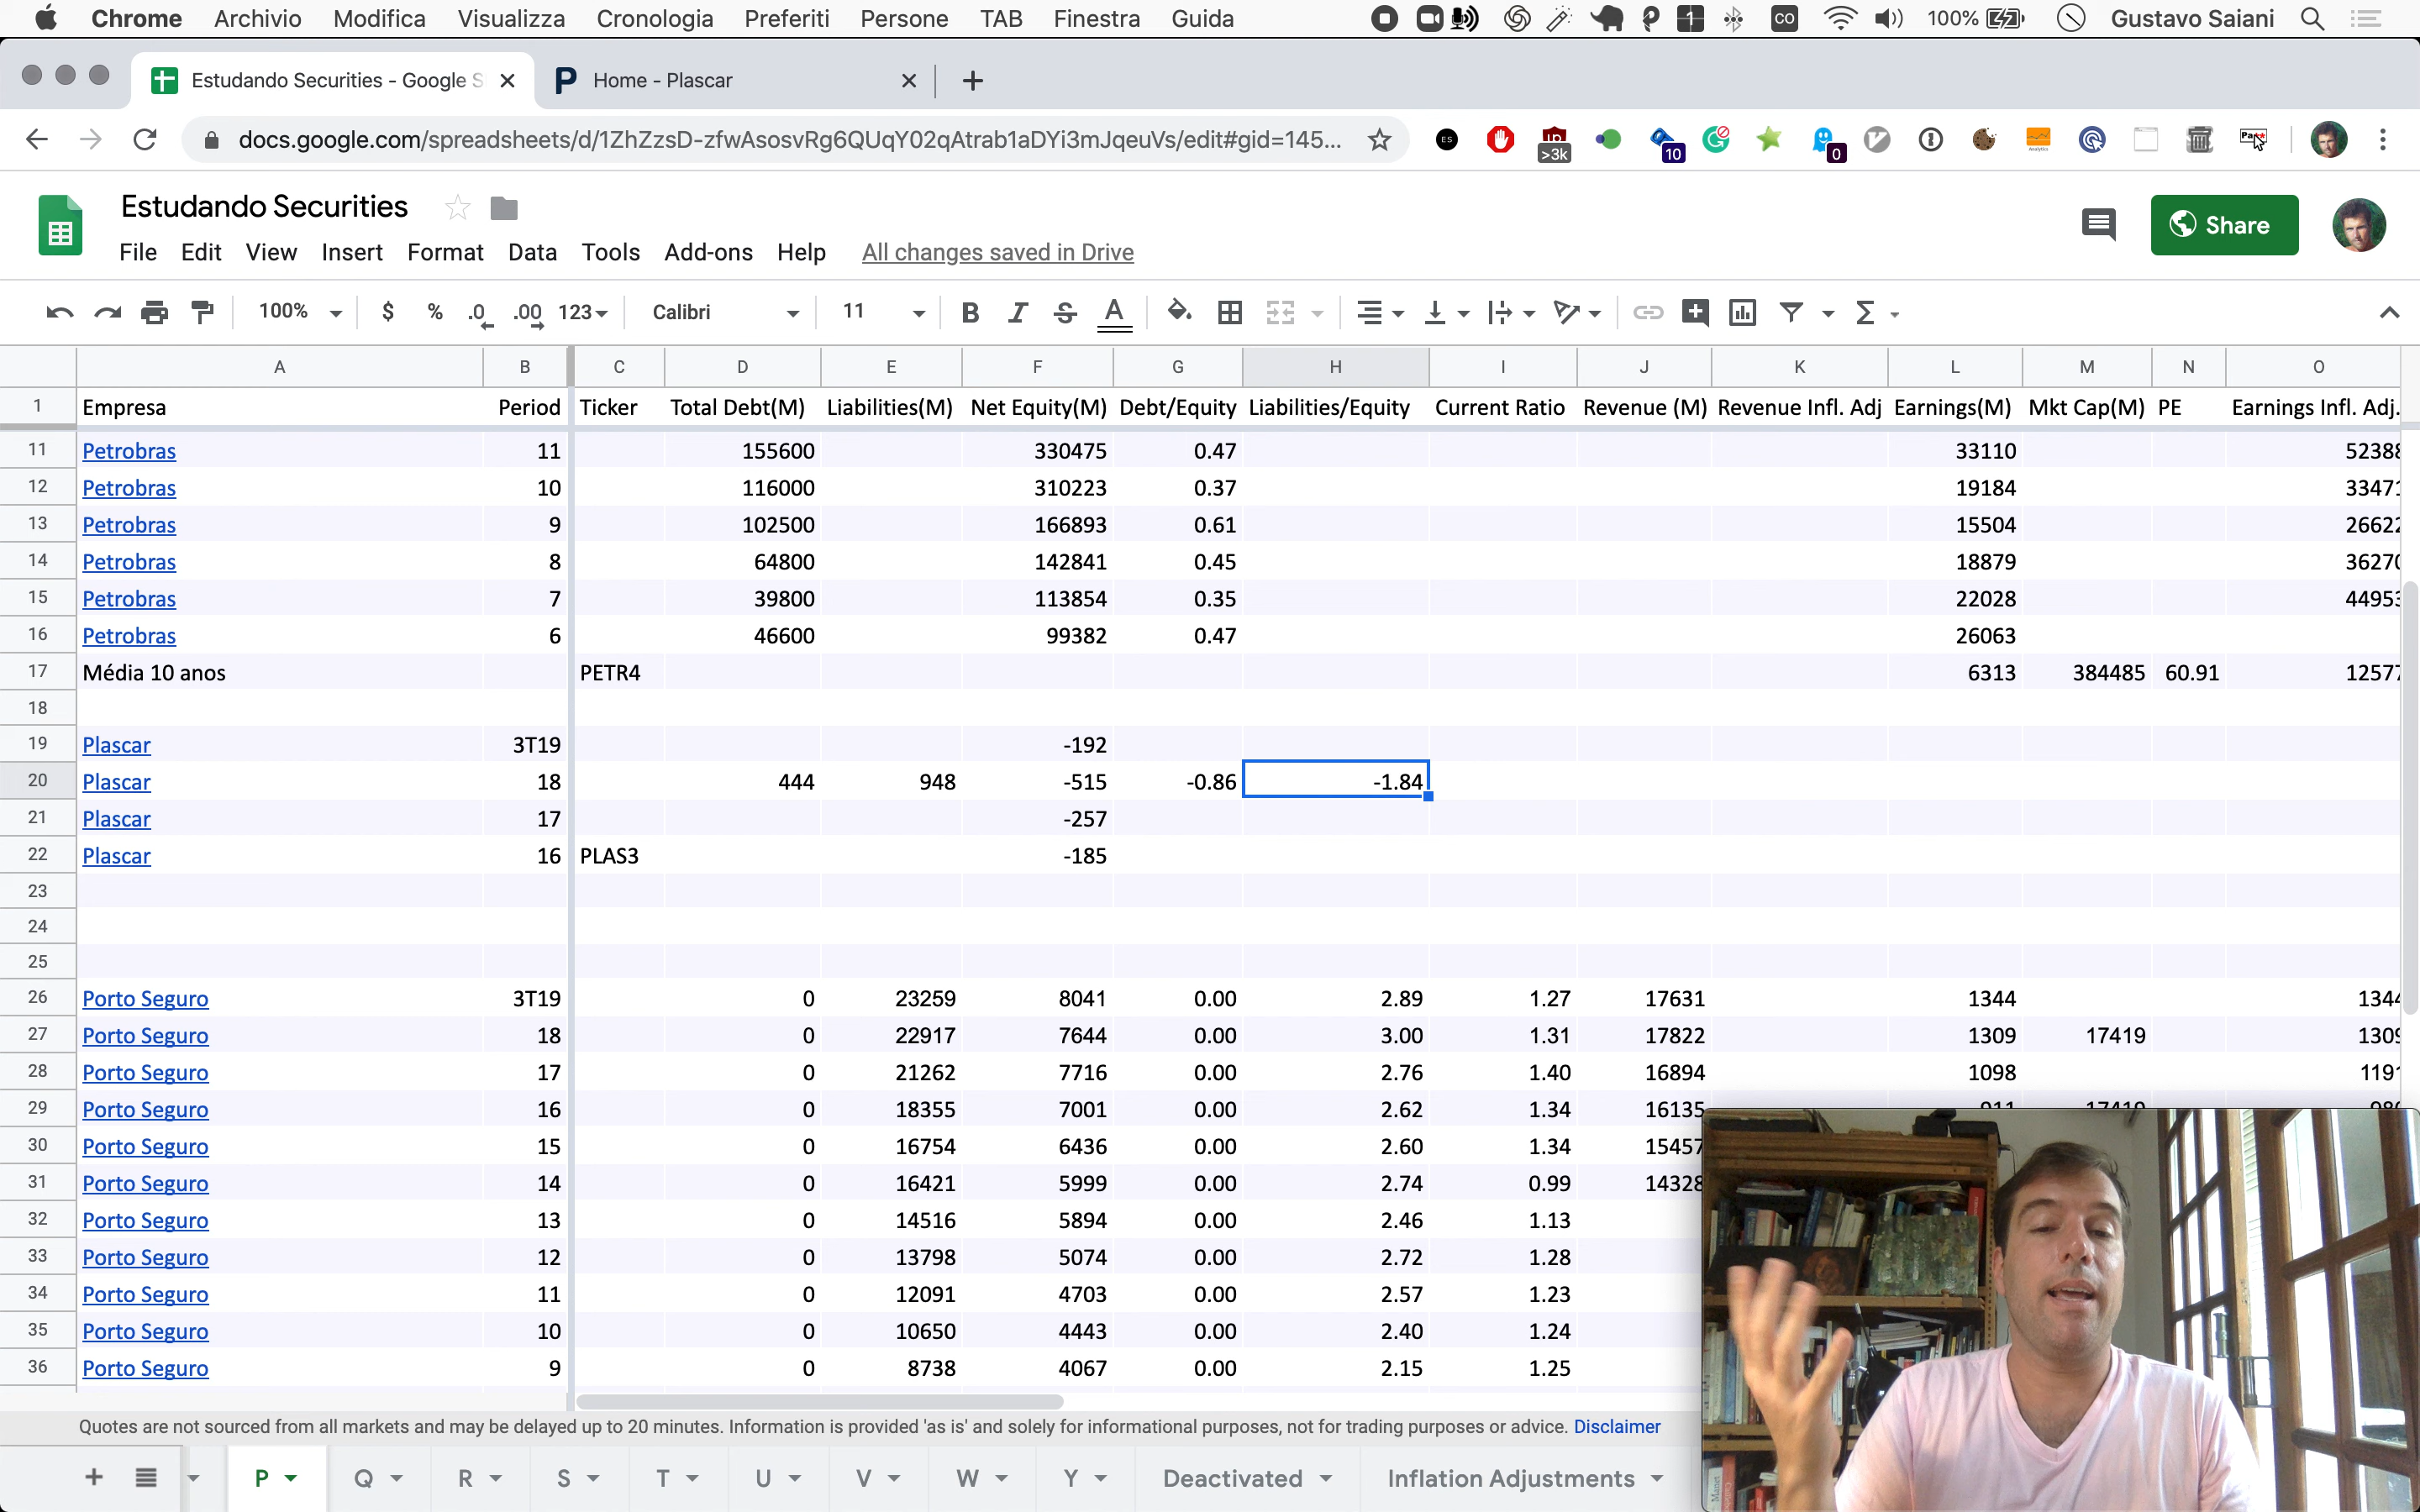 Chrome Archivio Modifica Visualizza Cronologia Preferiti Persone TAB Finestra Guida 1 CO 100% Gustavo Saiani
Estudando Securities - Google S Home - Plascar
docs.google.com/spreadsheets/d/1ZhZzsD-zfwAsosvRg6QUqY02qAtrab1aDYi3mJqeuVs/edit#gid=145... ES >3k 10 0
Estudando Securities
Share
File Edit View Insert Format Data Tools Add-ons Help All changes saved in Drive
100% $ % .0 .00 123 Calibri 11 B I S A
A B C D E F G H I J K L M N O
1 Empresa Period Ticker Total Debt(M) Liabilities(M) Net Equity(M) Debt/Equity Liabilities/Equity Current Ratio Revenue (M) Revenue Infl. Adj Earnings(M) Mkt Cap(M) PE Earnings Infl. Adj.
11 Petrobras 11 155600 330475 0.47 33110 52388
12 Petrobras 10 116000 310223 0.37 19184 33471
13 Petrobras 9 102500 166893 0.61 15504 26622
14 Petrobras 8 64800 142841 0.45 18879 36270
15 Petrobras 7 39800 113854 0.35 22028 44953
16 Petrobras 6 46600 99382 0.47 26063
17 Média 10 anos PETR4 6313 384485 60.91 12577
18
19 Plascar 3T19 -192
20 Plascar 18 444 948 -515 -0.86 -1.84
21 Plascar 17 -257
22 Plascar 16 PLAS3 -185
23
24
25
26 Porto Seguro 3T19 0 23259 8041 0.00 2.89 1.27 17631 1344 1344
27 Porto Seguro 18 0 22917 7644 0.00 3.00 1.31 17822 1309 17419 1309
28 Porto Seguro 17 0 21262 7716 0.00 2.76 1.40 16894 1098 1191
29 Porto Seguro 16 0 18355 7001 0.00 2.62 1.34 16135
30 Porto Seguro 15 0 16754 6436 0.00 2.60 1.34 15457
31 Porto Seguro 14 0 16421 5999 0.00 2.74 0.99 14328
32 Porto Seguro 13 0 14516 5894 0.00 2.46 1.13
33 Porto Seguro 12 0 13798 5074 0.00 2.72 1.28
34 Porto Seguro 11 0 12091 4703 0.00 2.57 1.23
35 Porto Seguro 10 0 10650 4443 0.00 2.40 1.24
36 Porto Seguro 9 0 8738 4067 0.00 2.15 1.25
Quotes are not sourced from all markets and may be delayed up to 20 minutes. Information is provided 'as is' and solely for informational purposes, not for trading purposes or advice. Disclaimer
P Q R S T U V W Y Deactivated Inflation Adjustments